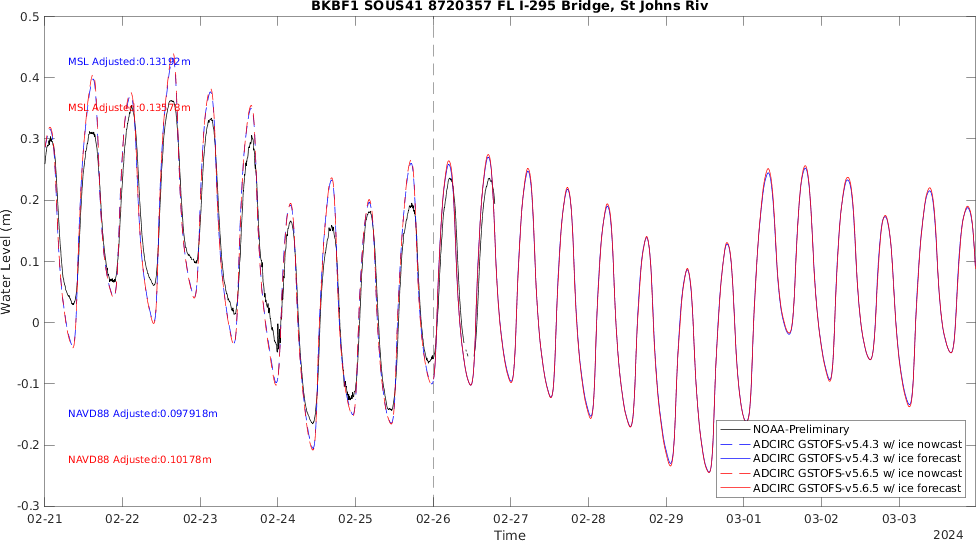 BKBF1 SOUS41 8720357 FL I-295 Bridge, St Johns Riv
0.5
0.4
0.3
0.2
0.1
0
-0.1
-0.2
-0.3
Water Level (m)
MSL Adjusted:0.13192m
MSL Adjusted:0.13573m
NAVD88 Adjusted:0.097918m
NAVD88 Adjusted:0.10178m
NOAA-Preliminary
ADCIRC GSTOFS-v5.4.3 w/ ice nowcast
ADCIRC GSTOFS-v5.4.3 w/ ice forecast
ADCIRC GSTOFS-v5.6.5 w/ ice nowcast
ADCIRC GSTOFS-v5.6.5 w/ ice forecast
02-21 02-22 02-23 02-24 02-25 02-26 02-27 02-28 02-29 03-01 03-02 03-03
Time
2024